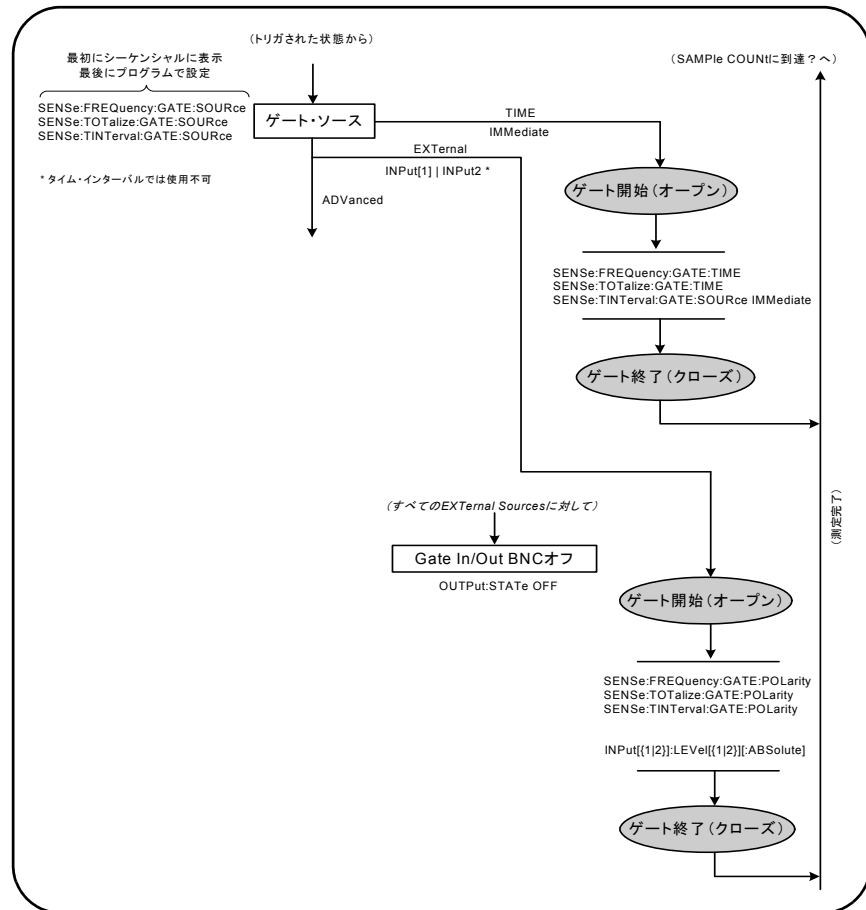 (トリガされた状態から)
最初にシーケンシャルに表示
最後にプログラムで設定
(SAMPle COUNtに到達?へ)
SENSe:FREQuency:GATE:SOURce
SENSe:TOTalize:GATE:SOURce
SENSe:TINTerval:GATE:SOURce
ゲート・ソース
TIME
IMMediate
EXTernal
INPut[1] | INPut2 *
* タイム・インターバルでは使用不可
ADVanced
ゲート開始(オープン)
SENSe:FREQuency:GATE:TIME
SENSe:TOTalize:GATE:TIME
SENSe:TINTerval:GATE:SOURce IMMediate
ゲート終了(クローズ)
(測定完了)
(すべてのEXTernal Sourcesに対して)
Gate In/Out BNCオフ
OUTPut:STATe OFF
ゲート開始(オープン)
SENSe:FREQuency:GATE:POLarity
SENSe:TOTalize:GATE:POLarity
SENSe:TINTerval:GATE:POLarity
INPut[{1|2}]:LEVel[{1|2}][:ABSolute]
ゲート終了(クローズ)